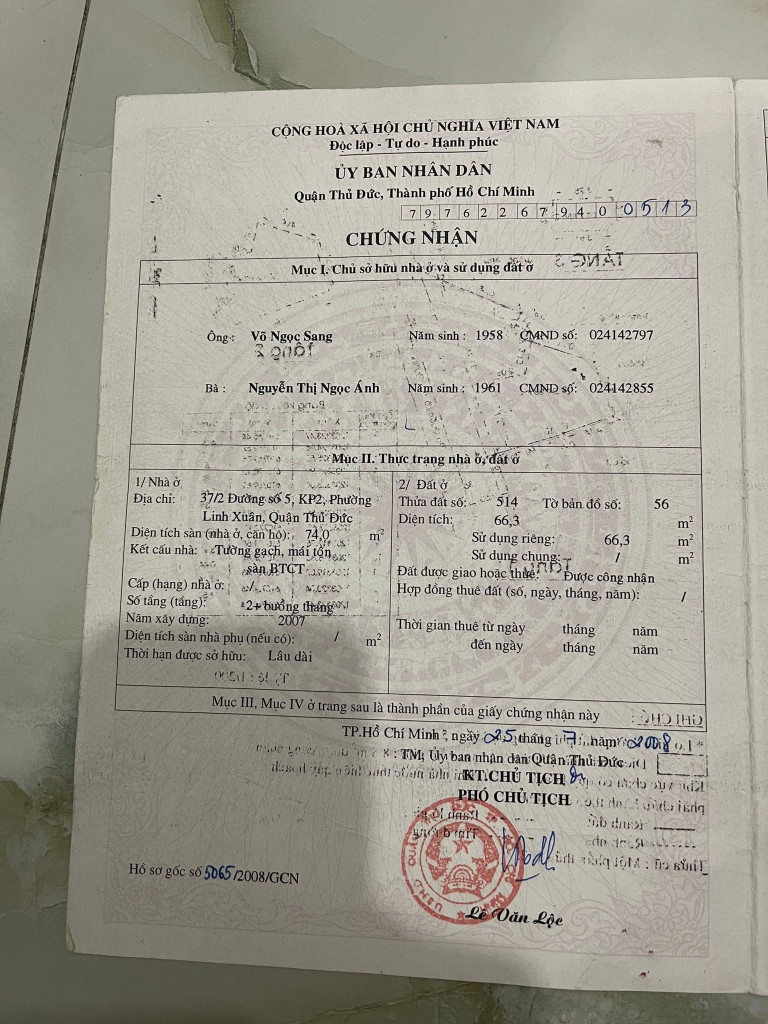 CỘNG HOÀ XÃ HỘI CHỦ NGHĨA VIỆT NAM
Độc lập - Tự do - Hạnh phúc
ỦY BAN NHÂN DÂN
Quận Thủ Đức, Thành phố Hồ Chí Minh
7 9 7 6 2 2 6 7 9 4 0 0 5 1 3
CHỨNG NHẬN
TẦNG 3
Mục I. Chủ sở hữu nhà ở và sử dụng đất ở
Ông : Võ Ngọc Sang Năm sinh : 1958 CMND số: 024142797
Tầng 2
Bà : Nguyễn Thị Ngọc Ánh Năm sinh : 1961 CMND số: 024142855
Mục II. Thực trạng nhà ở, đất ở
1/ Nhà ở
Địa chỉ: 37/2 Đường số 5, KP2, Phường
Linh Xuân, Quận Thủ Đức
Diện tích sàn (nhà ở, căn hộ): 74,0 m²
Kết cấu nhà: Tường gạch, mái tôn,
sàn BTCT
Cấp (hạng) nhà ở:
Số tầng (tầng): 2+ buồng thang
Năm xây dựng: 2007
Diện tích sàn nhà phụ (nếu có): / m²
Thời hạn được sở hữu: Lâu dài
2/ Đất ở
Thửa đất số: 514 Tờ bản đồ số: 56
Diện tích: 66,3 m²
Sử dụng riêng: 66,3 m²
Sử dụng chung: / m²
Đất được giao hoặc thuê: Được công nhận
Hợp đồng thuê đất (số, ngày, tháng, năm): /
Thời gian thuê từ ngày tháng năm
đến ngày tháng năm
Mục III, Mục IV ở trang sau là thành phần của giấy chứng nhận này
GHI CHÚ :
TP.Hồ Chí Minh, ngày 25 tháng 7 năm 2008
TM, Ủy ban nhân dân Quận Thủ Đức
KT.CHỦ TỊCH
PHÓ CHỦ TỊCH
Lê Văn Lộc
Hồ sơ gốc số 5065/2008/GCN